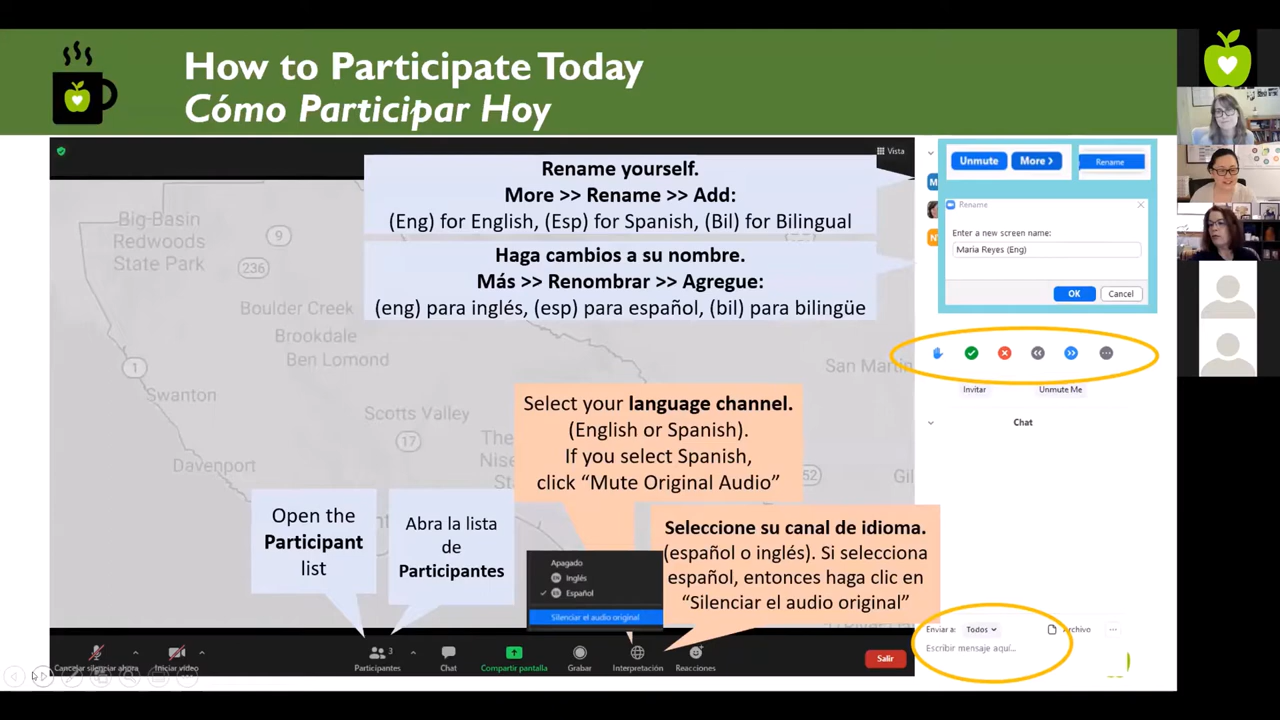 How to Participate Today
Cómo Participar Hoy
Vista
Rename yourself.
More >> Rename >> Add:
(Eng) for English, (Esp) for Spanish, (Bil) for Bilingual
Haga cambios a su nombre.
Más >> Renombrar >> Agregue:
(eng) para inglés, (esp) para español, (bil) para bilingüe
Unmute
More >
Rename
Rename
Enter a new screen name:
Maria Reyes (Eng)
OK
Cancel
Invitar
Unmute Me
Chat
Big-Basin
Redwoods
State Park
9
236
Boulder Creek
Brookdale
Ben Lomond
1
Swanton
San Martin
Scotts Valley
17
Davenport
The
52
Gil
Select your language channel.
(English or Spanish).
If you select Spanish,
click “Mute Original Audio”
Open the
Participant
list
Abra la lista
de
Participantes
Seleccione su canal de idioma.
(español o inglés). Si selecciona
español, entonces haga clic en
“Silenciar el audio original”
Apagado
EN Inglés
ES Español
Silenciar el audio original
Enviar a: Todos
Archivo
Escribir mensaje aquí...
Cancelar silenciar ahora
Iniciar video
3
Participantes
Chat
Compartir pantalla
Grabar
Interpretación
Reacciones
Salir